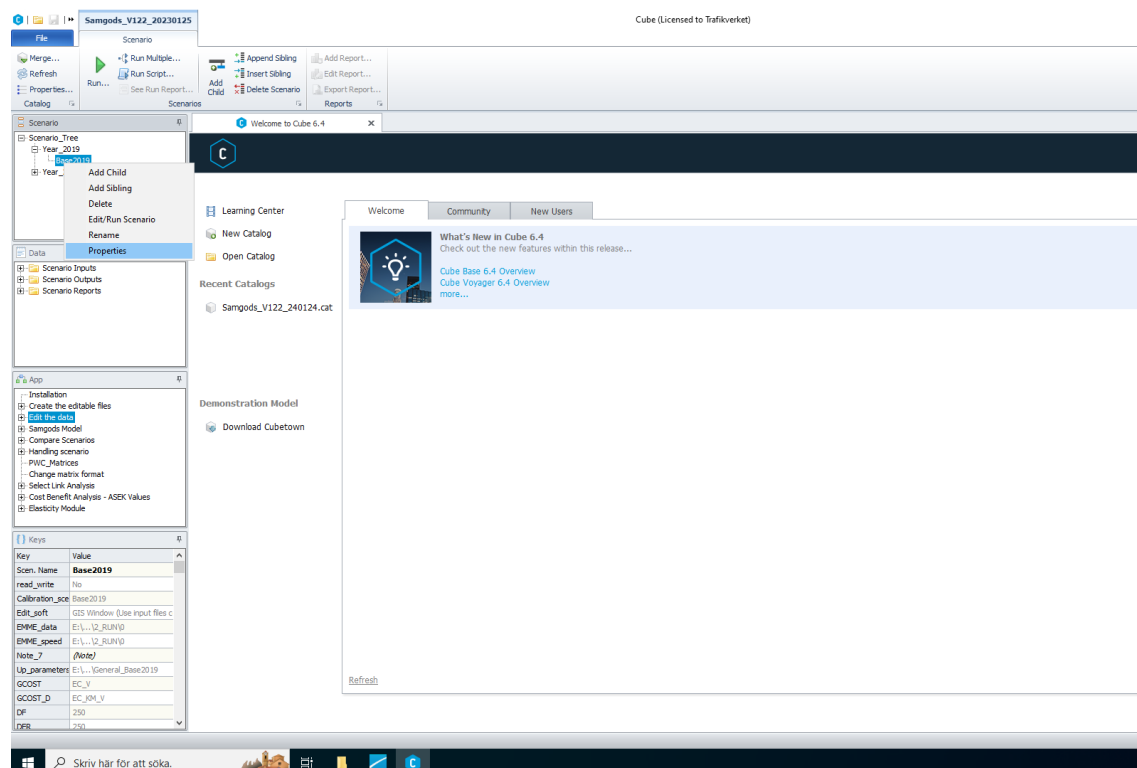 Samgods_V122_20230125
Cube (Licensed to Trafikverket)
File
Scenario
Merge...
Refresh
Properties...
Catalog
Run...
Run Multiple...
Run Script...
See Run Report...
Add Child
Append Sibling
Insert Sibling
Delete Scenario
Scenarios
Add Report...
Edit Report...
Export Report...
Reports
Scenario
Scenario_Tree
Year_2019
Base2019
Year_
Add Child
Add Sibling
Delete
Edit/Run Scenario
Rename
Properties
Data
Scenario Inputs
Scenario Outputs
Scenario Reports
App
Installation
Create the editable files
Edit the data
Samgods Model
Compare Scenarios
Handling scenario
PWC_Matrices
Change matrix format
Select Link Analysis
Cost Benefit Analysis - ASEK Values
Elasticity Module
Keys
Key Value
Scen. Name Base2019
read_write No
Calibration_sce Base2019
Edit_soft GIS Window (Use input files c
EMME_data E:\...\2_RUN\0
EMME_speed E:\...\2_RUN\0
Note_7 (Note)
Up_parameters E:\...\General_Base2019
GCOST EC_V
GCOST_D EC_KM_V
DF 250
DFR 250
Welcome to Cube 6.4
C
Learning Center
New Catalog
Open Catalog
Recent Catalogs
Samgods_V122_240124.cat
Demonstration Model
Download Cubetown
Welcome
Community
New Users
What's New in Cube 6.4
Check out the new features within this release...
Cube Base 6.4 Overview
Cube Voyager 6.4 Overview
more...
Refresh
Skriv här för att söka.